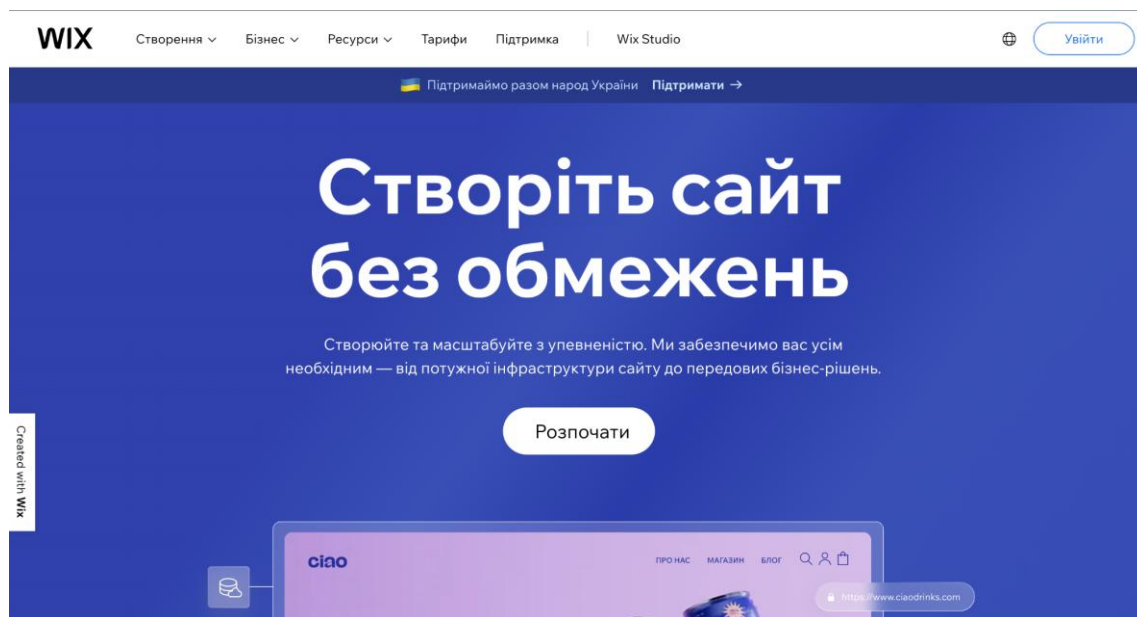 WIX Створення Бізнес Ресурси Тарифи Підтримка Wix Studio Увійти
Підтримаймо разом народ України Підтримати →
Створіть сайт
без обмежень
Створюйте та масштабуйте з упевненістю. Ми забезпечимо вас усім
необхідним — від потужної інфраструктури сайту до передових бізнес-рішень.
Розпочати
Created with Wix
ciao ПРО НАС МАГАЗИН БЛОГ
https://www.ciaodrinks.com